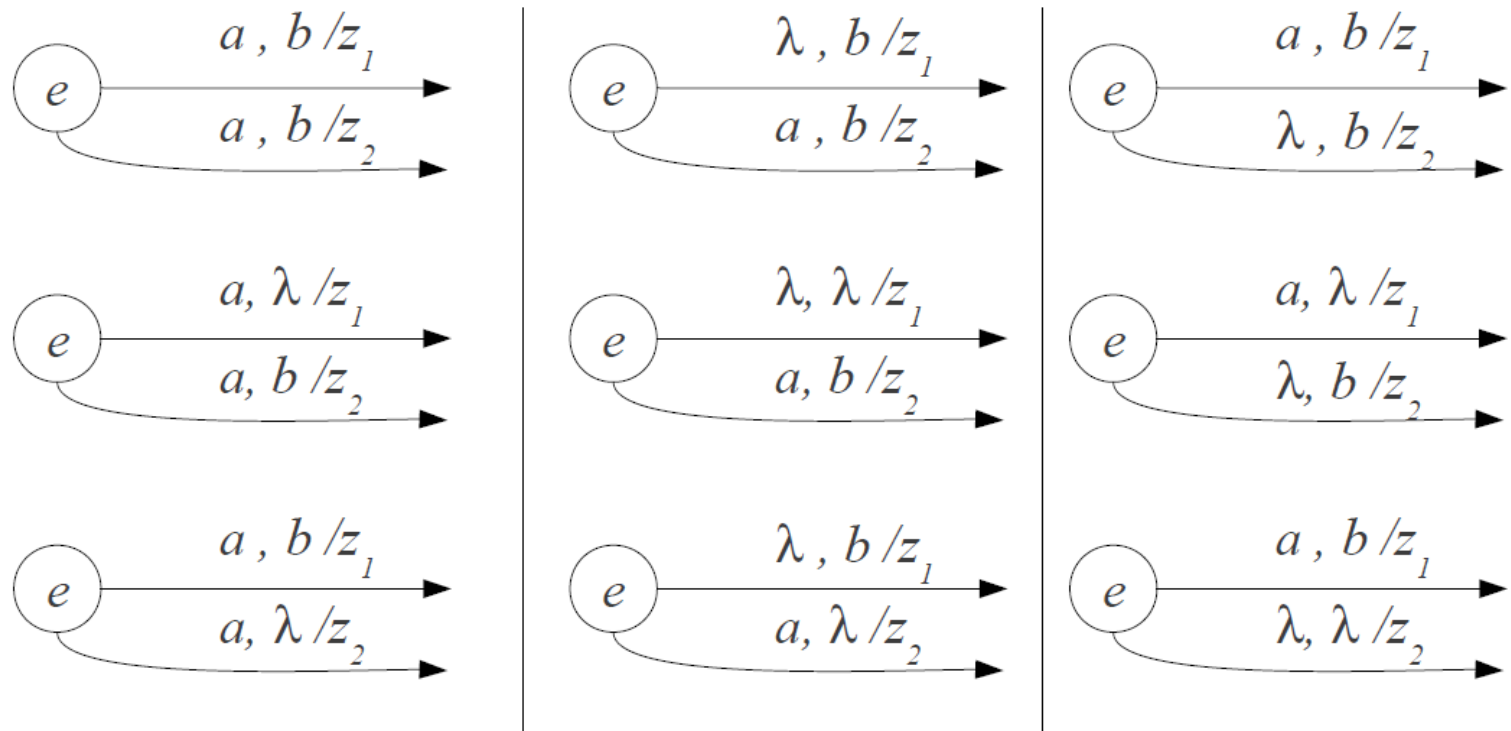 a , b /z₁
e
a , b /z₂
λ , b /z₁
e
a , b /z₂
a , b /z₁
e
λ , b /z₂
a, λ /z₁
e
a, b /z₂
λ, λ /z₁
e
a, b /z₂
a, λ /z₁
e
λ, b /z₂
a , b /z₁
e
a, λ /z₂
λ , b /z₁
e
a, λ /z₂
a , b /z₁
e
λ, λ /z₂